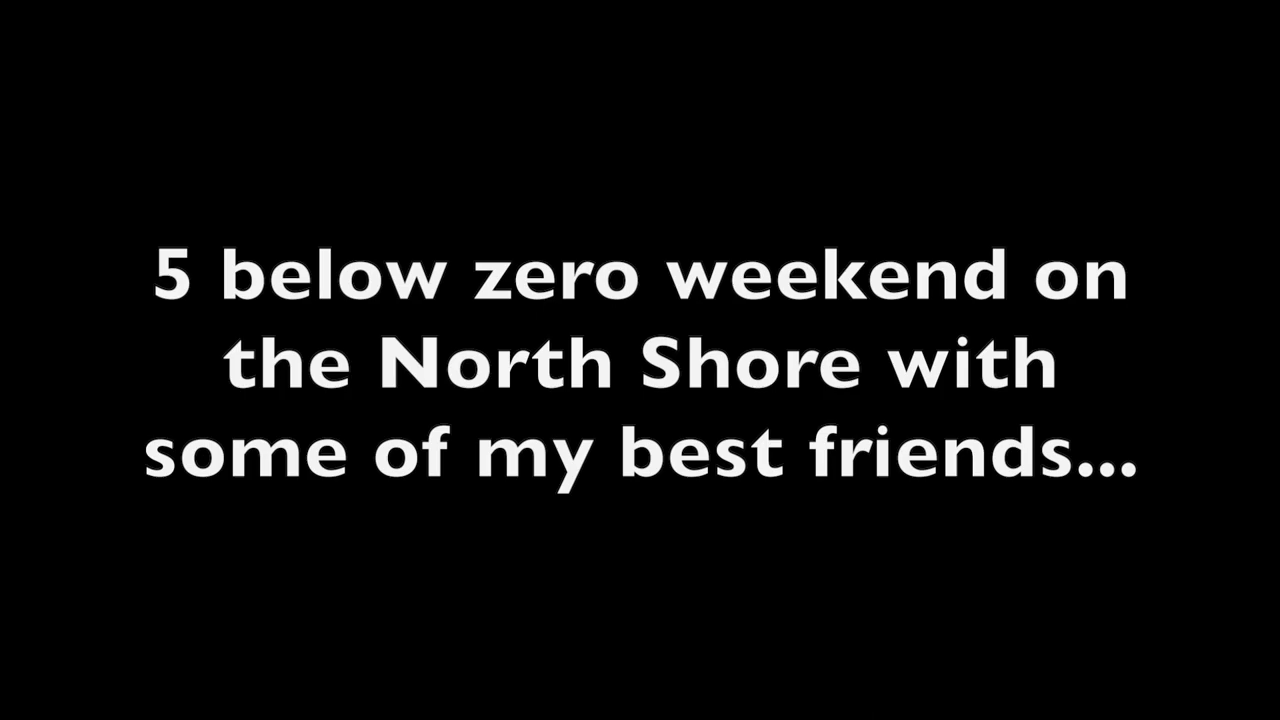 5 below zero weekend on
the North Shore with
some of my best friends...